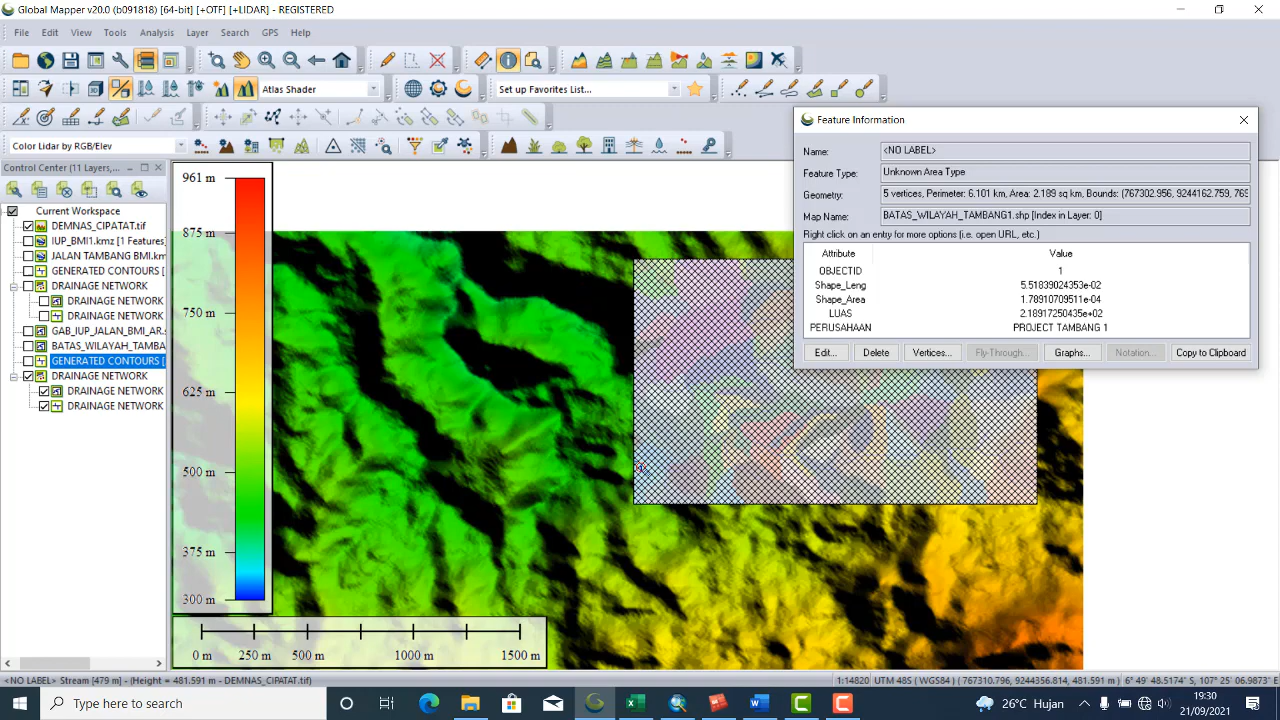 Global Mapper v20.0 (b091818) [64-bit] [+OTF] [+LIDAR] - REGISTERED
File Edit View Tools Analysis Layer Search GPS Help
Atlas Shader
Set up Favorites List...
Color Lidar by RGB/Elev
Control Center (11 Layers,
Current Workspace
DEMNAS_CIPATAT.tif
IUP_BMI1.kmz [1 Features
JALAN TAMBANG BMI.km
GENERATED CONTOURS [
DRAINAGE NETWORK
DRAINAGE NETWORK
DRAINAGE NETWORK
GAB_IUP_JALAN_BMI_AR.s
BATAS_WILAYAH_TAMBA
GENERATED CONTOURS [
DRAINAGE NETWORK
DRAINAGE NETWORK
DRAINAGE NETWORK
961 m
875 m
750 m
625 m
500 m
375 m
300 m
0 m 250 m 500 m 1000 m 1500 m
Feature Information
Name: <NO LABEL>
Feature Type: Unknown Area Type
Geometry: 5 vertices, Perimeter: 6.101 km, Area: 2.189 sq km, Bounds: (767302.956, 9244162.759, 769
Map Name: BATAS_WILAYAH_TAMBANG1.shp [Index in Layer: 0]
Right click on an entry for more options (i.e. open URL, etc.)
Attribute Value
OBJECTID 1
Shape_Leng 5.51839024353e-02
Shape_Area 1.78910709511e-04
LUAS 2.18917250435e+02
PERUSAHAAN PROJECT TAMBANG 1
Edit... Delete Vertices... Fly-Through... Graphs... Notation... Copy to Clipboard
<NO LABEL> Stream [479 m] - (Height = 481.591 m - DEMNAS_CIPATAT.tif)
1:14820 UTM 48S (WGS84) ( 767310.796, 9244356.814, 481.591 m ) 6° 49' 48.5174" S, 107° 25' 06.9873" E
Type here to search
26°C Hujan
19:30
21/09/2021